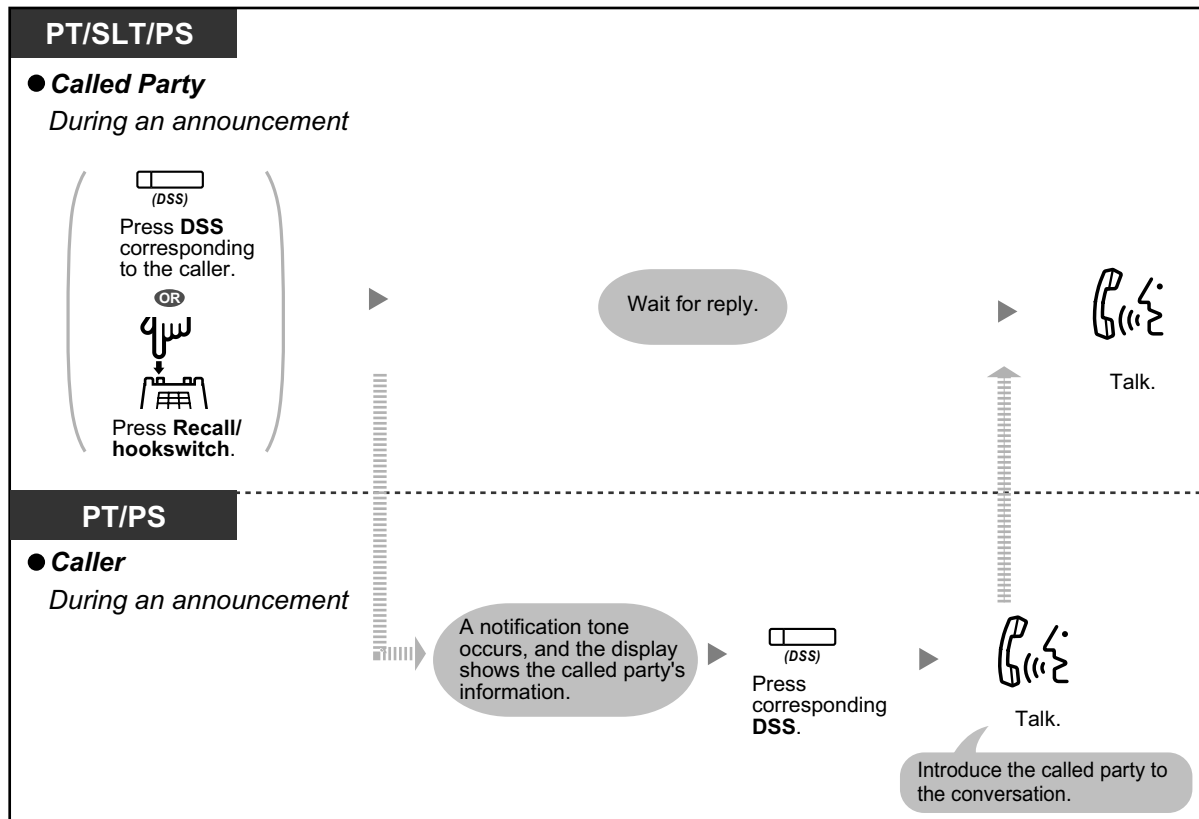 PT/SLT/PS
● Called Party
During an announcement
(DSS)
Press DSS
corresponding
to the caller.
OR
Press Recall/
hookswitch.
Wait for reply.
Talk.
PT/PS
● Caller
During an announcement
A notification tone
occurs, and the display
shows the called party's
information.
(DSS)
Press
corresponding
DSS.
Talk.
Introduce the called party to
the conversation.